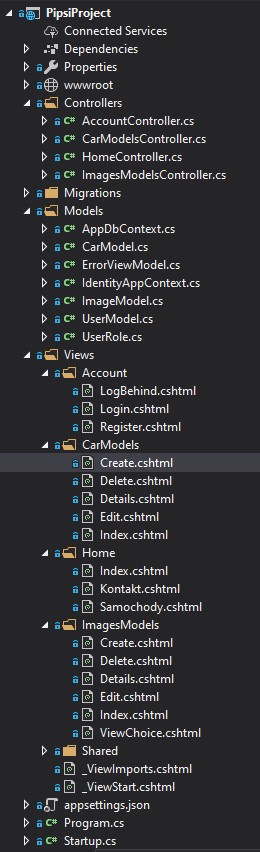 PipsiProject
Connected Services
Dependencies
Properties
wwwroot
Controllers
C# AccountController.cs
C# CarModelsController.cs
C# HomeController.cs
C# ImagesModelsController.cs
Migrations
Models
C# AppDbContext.cs
C# CarModel.cs
C# ErrorViewModel.cs
C# IdentityAppContext.cs
C# ImageModel.cs
C# UserModel.cs
C# UserRole.cs
Views
Account
LogBehind.cshtml
Login.cshtml
Register.cshtml
CarModels
Create.cshtml
Delete.cshtml
Details.cshtml
Edit.cshtml
Index.cshtml
Home
Index.cshtml
Kontakt.cshtml
Samochody.cshtml
ImagesModels
Create.cshtml
Delete.cshtml
Details.cshtml
Edit.cshtml
Index.cshtml
ViewChoice.cshtml
Shared
_ViewImports.cshtml
_ViewStart.cshtml
appsettings.json
C# Program.cs
C# Startup.cs